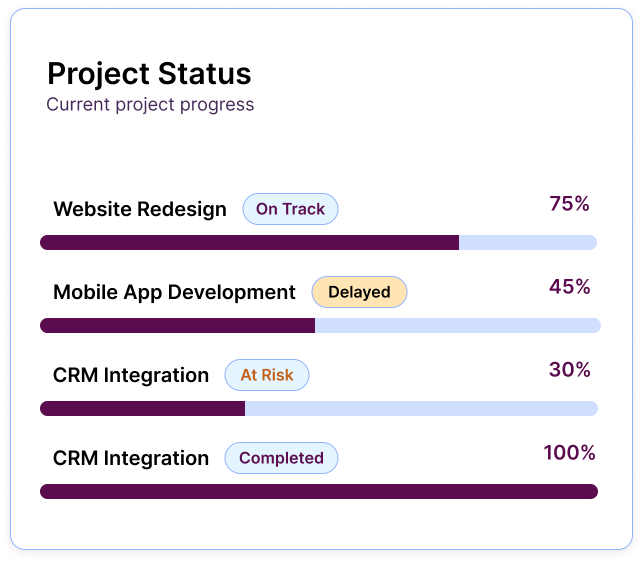 Project Status
Current project progress
Website Redesign On Track 75%
Mobile App Development Delayed 45%
CRM Integration At Risk 30%
CRM Integration Completed 100%